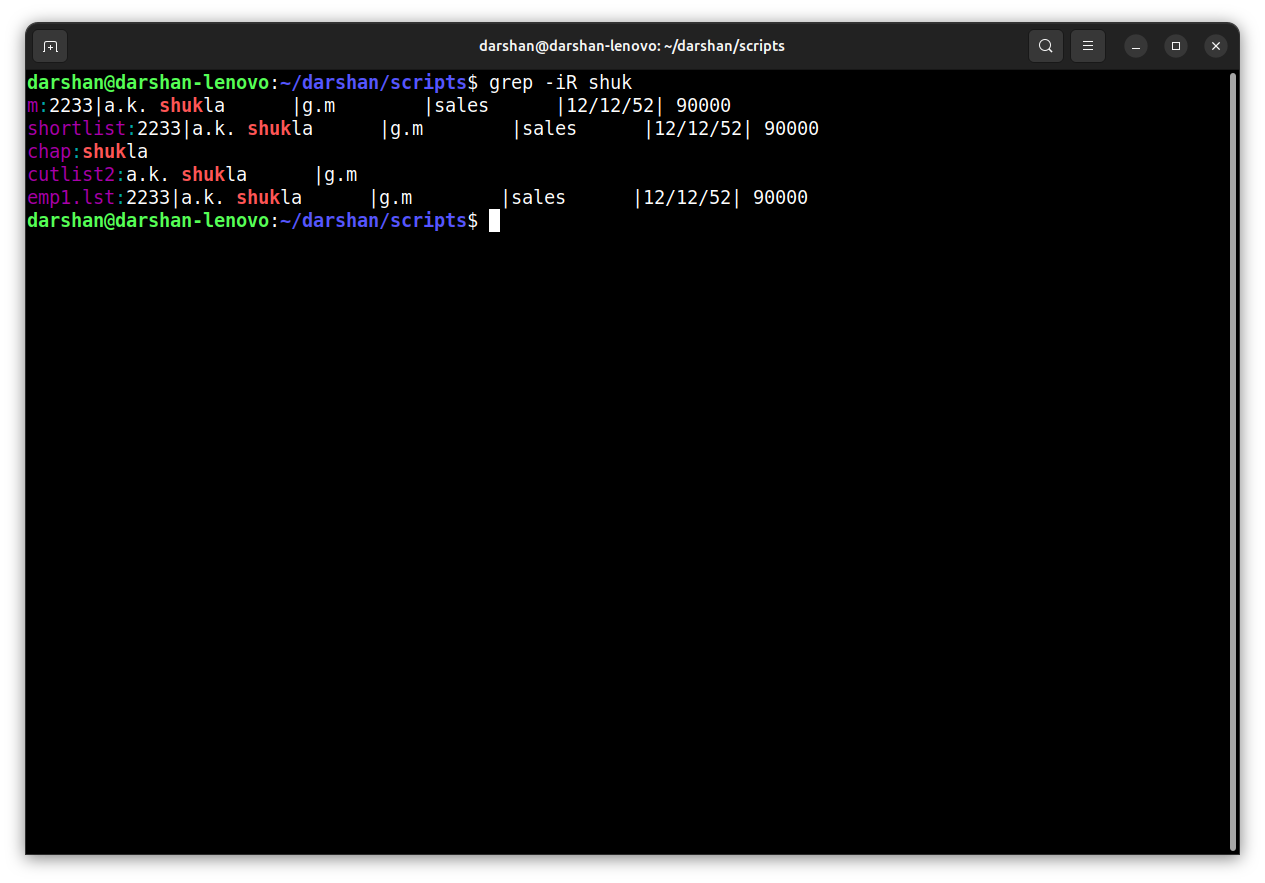 darshan@darshan-lenovo: ~/darshan/scripts
darshan@darshan-lenovo:~/darshan/scripts$ grep -iR shuk
m:2233|a.k. shukla      |g.m        |sales      |12/12/52| 90000
shortlist:2233|a.k. shukla      |g.m        |sales      |12/12/52| 90000
chap:shukla
cutlist2:a.k. shukla      |g.m
emp1.lst:2233|a.k. shukla      |g.m        |sales      |12/12/52| 90000
darshan@darshan-lenovo:~/darshan/scripts$